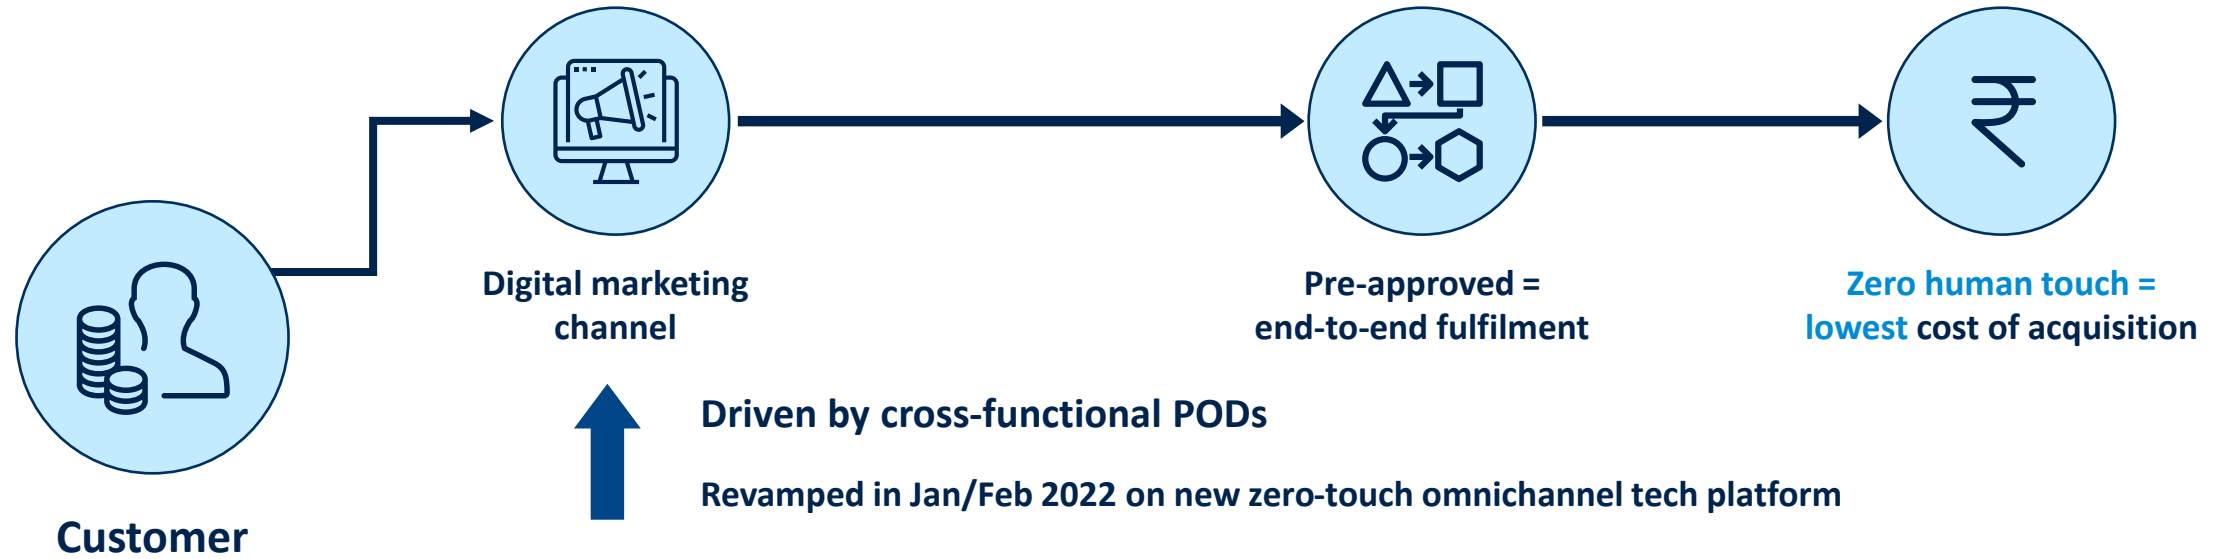 Digital marketing
channel
Pre-approved =
end-to-end fulfilment
Zero human touch =
lowest cost of acquisition
Driven by cross-functional PODs
Revamped in Jan/Feb 2022 on new zero-touch omnichannel tech platform
Customer